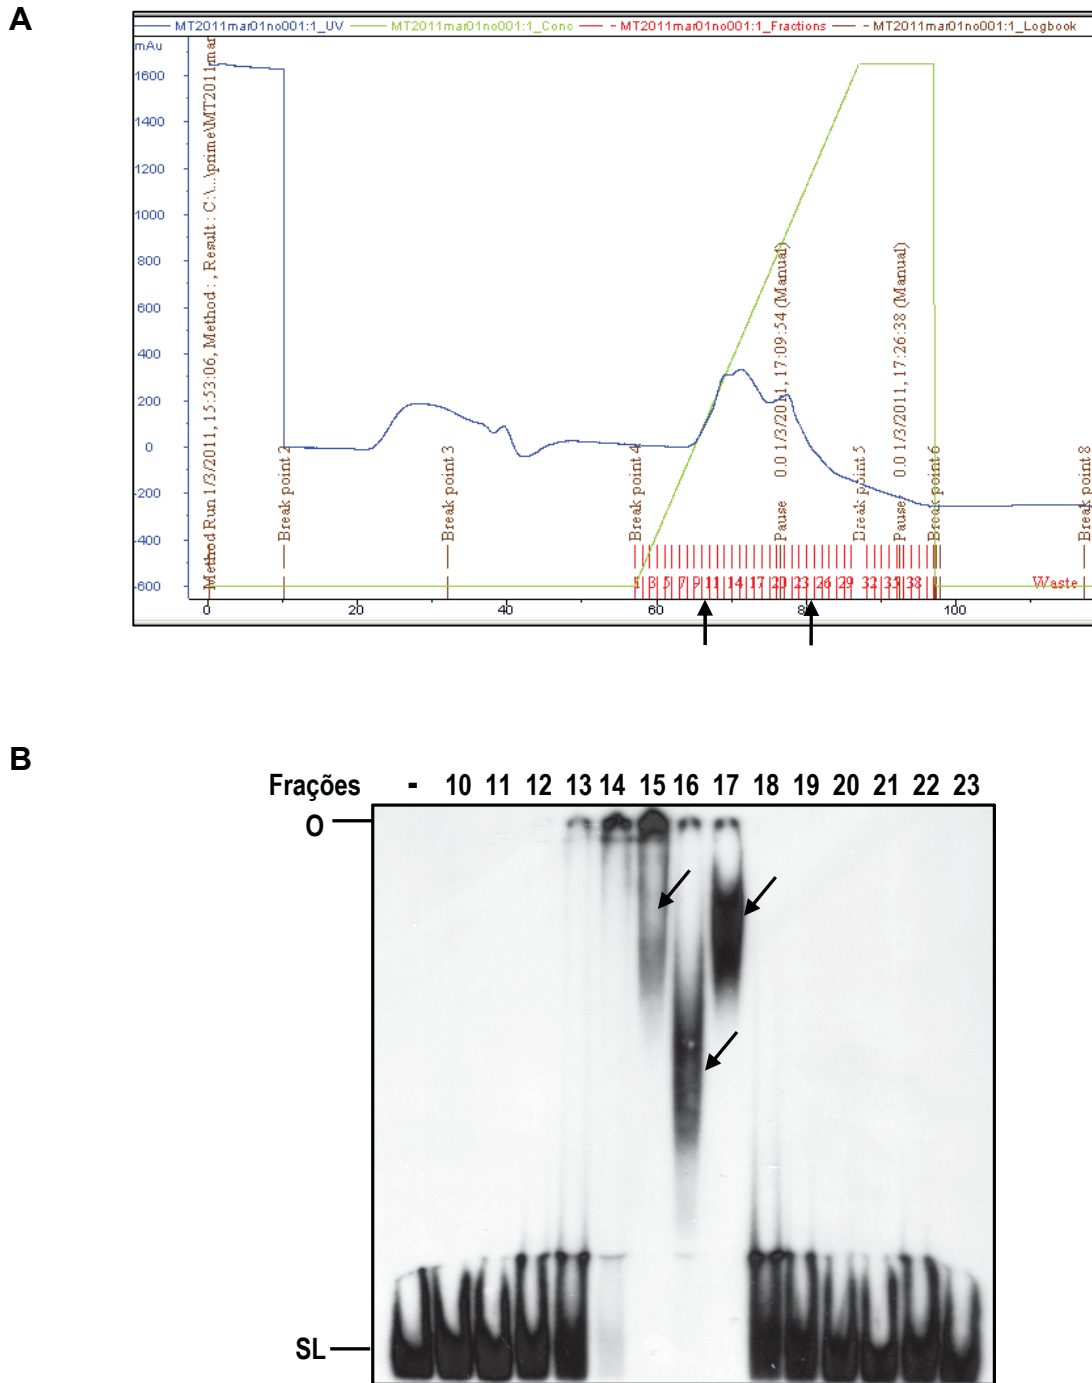 A
MT2011mar01no001:1_UV MT2011mar01no001:1_Conc MT2011mar01no001:1_Fractions MT2011mar01no001:1_Logbook
mAu
1600
1400
1200
1000
800
600
400
200
0
-200
-400
-600
Method Run 1/3/2011, 15:53:06, Method : , Result : C:\...\prime\MT2011mar
Break point 2
Break point 3
Break point 4
Pause 0.0 1/3/2011, 17:09:54 (Manual)
Break point 5
Pause 0.0 1/3/2011, 17:26:38 (Manual)
Break point 6
Break point 8
1 3 5 7 9 11 14 17 20 23 26 29 32 35 38 Waste
0 20 40 60 80 100
B
Frações - 10 11 12 13 14 15 16 17 18 19 20 21 22 23
O
SL